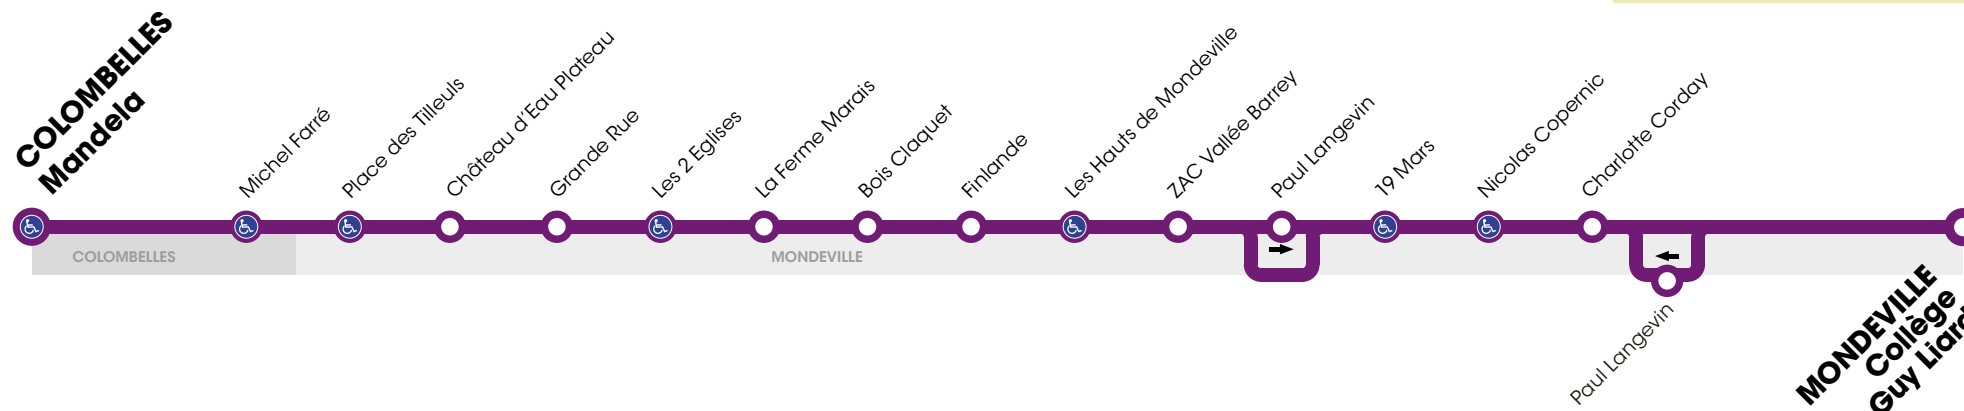 COLOMBELLES
Mandela
Michel Farré
Place des Tilleuls
Château d'Eau Plateau
Grande Rue
Les 2 Eglises
La Ferme Marais
Bois Claquet
Finlande
Les Hauts de Mondeville
ZAC Vallée Barrey
Paul Langevin
19 Mars
Nicolas Copernic
Charlotte Corday
COLOMBELLES
MONDEVILLE
Paul Langevin
MONDEVILLE
Collège
Guy Liard